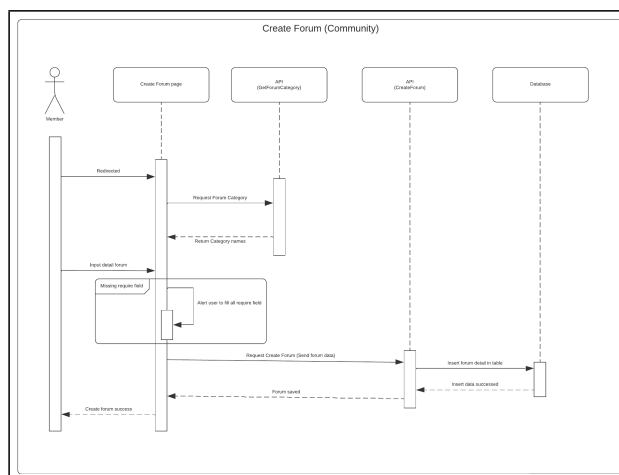 Create Forum (Community)
Create Forum page
API
(GetForumCategory)
API
(CreateForum)
Database
Member
Redirected
Request Forum Category
Return Category names
Input detail forum
Missing require field
Alert user to fill all require field
Request Create Forum (Send forum data)
Insert forum detail in table
Insert data successed
Forum saved
Create forum success